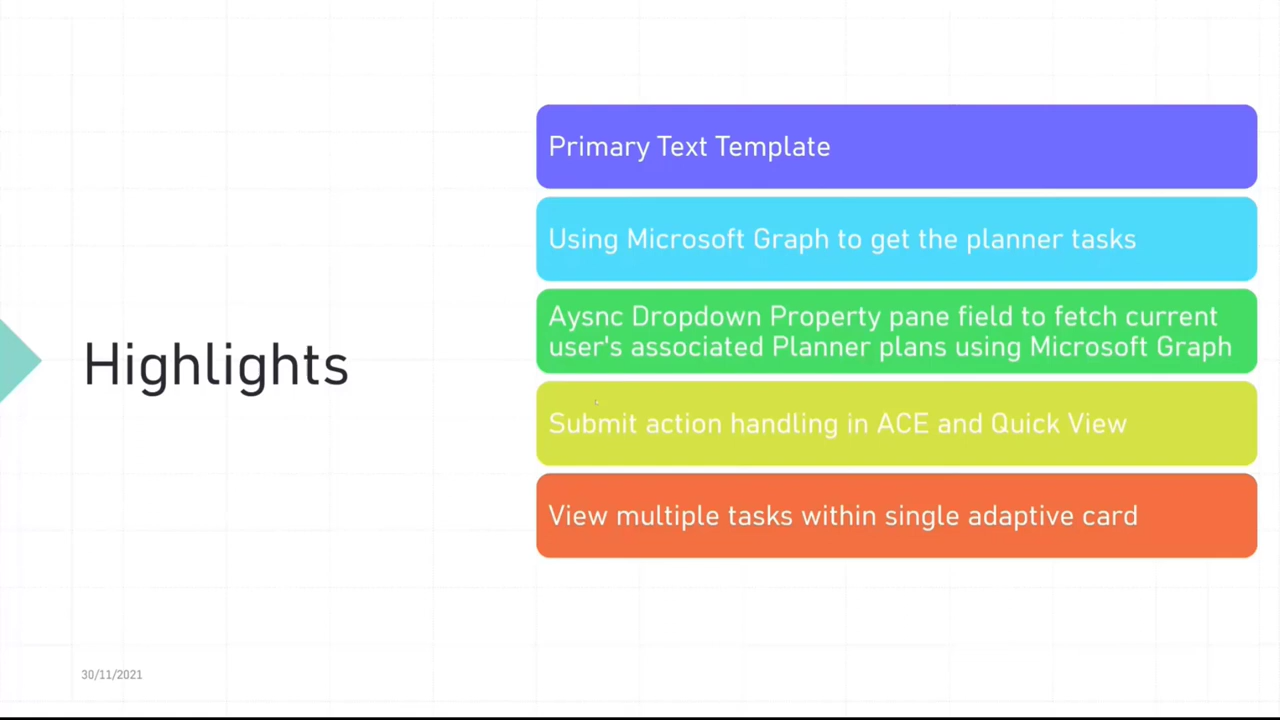 Highlights
Primary Text Template
Using Microsoft Graph to get the planner tasks
Aysnc Dropdown Property pane field to fetch current
user's associated Planner plans using Microsoft Graph
Submit action handling in ACE and Quick View
View multiple tasks within single adaptive card
30/11/2021